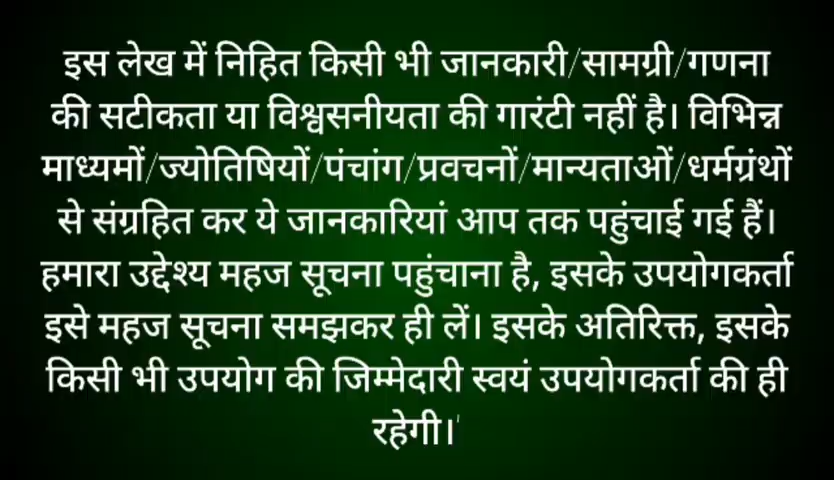 इस लेख में निहित किसी भी जानकारी/सामग्री/गणना
की सटीकता या विश्वसनीयता की गारंटी नहीं है। विभिन्न
माध्यमों/ज्योतिषियों/पंचांग/प्रवचनों/मान्यताओं/धर्मग्रंथों
से संग्रहित कर ये जानकारियां आप तक पहुंचाई गई हैं।
हमारा उद्देश्य महज सूचना पहुंचाना है, इसके उपयोगकर्ता
इसे महज सूचना समझकर ही लें। इसके अतिरिक्त, इसके
किसी भी उपयोग की जिम्मेदारी स्वयं उपयोगकर्ता की ही
रहेगी।'